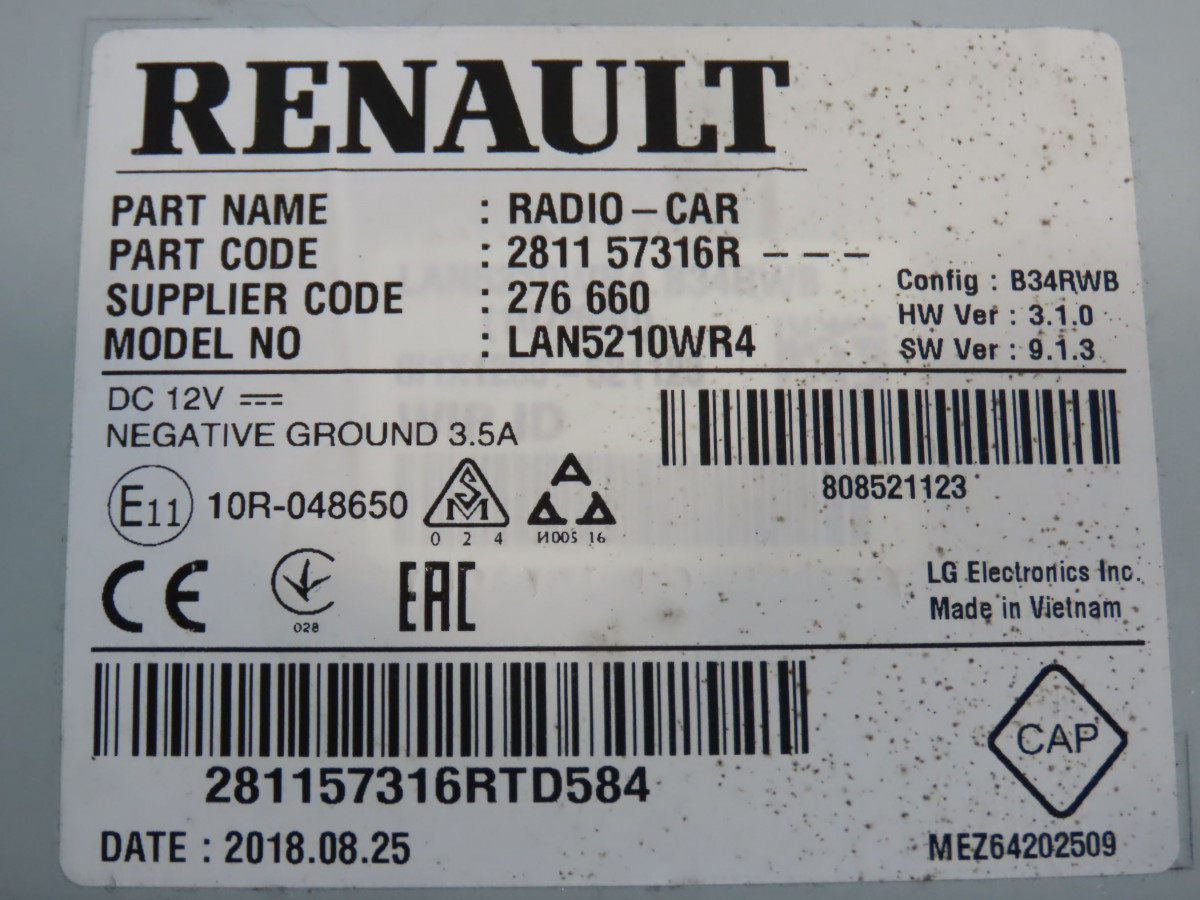 RENAULT
PART NAME : RADIO-CAR
PART CODE : 2811 57316R ---
SUPPLIER CODE : 276 660
MODEL NO : LAN5210WR4
Config : B34RWB
HW Ver : 3.1.0
SW Ver : 9.1.3
DC 12V
NEGATIVE GROUND 3.5A
808521123
E11 10R-048650
SM
0 2 4
AAA
И005 16
CE
028
EAC
LG Electronics Inc.
Made in Vietnam
281157316RTD584
CAP
DATE : 2018.08.25
MEZ64202509